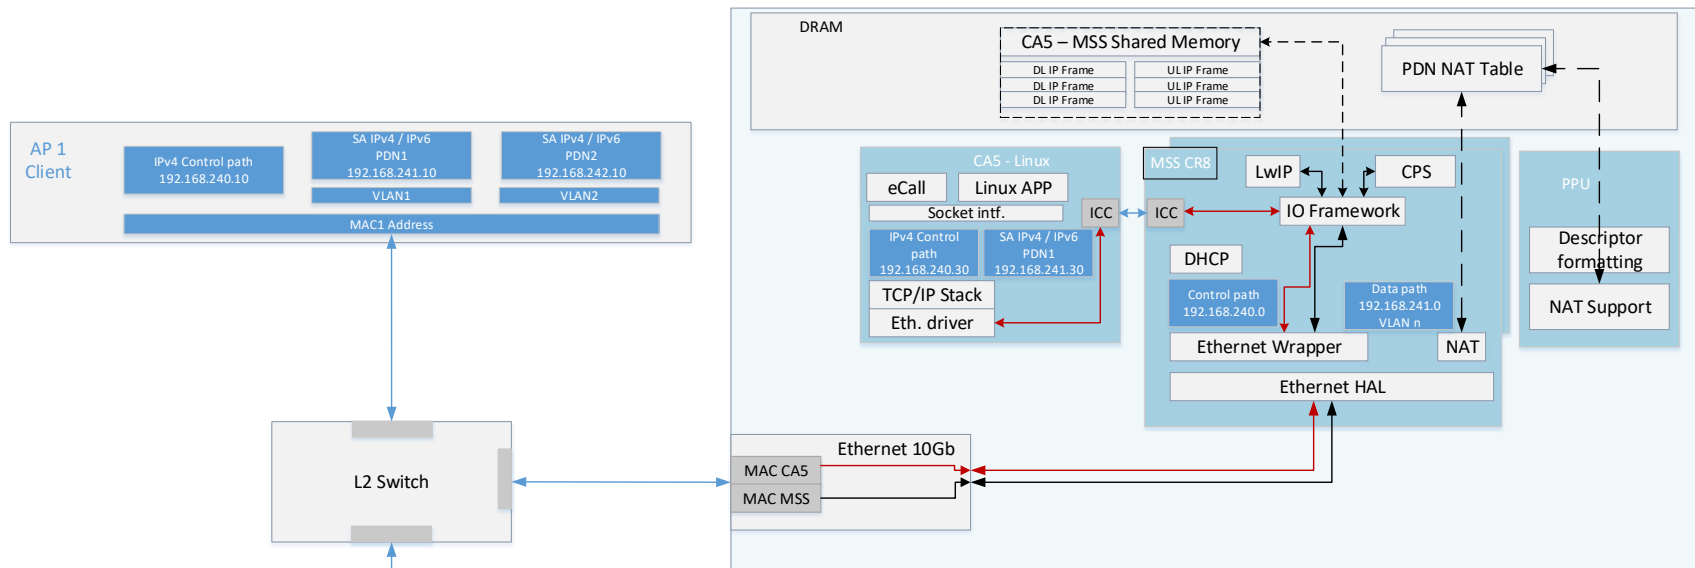 DRAM
CA5 – MSS Shared Memory
DL IP Frame
DL IP Frame
DL IP Frame
UL IP Frame
UL IP Frame
UL IP Frame
PDN NAT Table
AP 1
Client
IPv4 Control path
192.168.240.10
SA IPv4 / IPv6
PDN1
192.168.241.10
VLAN1
SA IPv4 / IPv6
PDN2
192.168.242.10
VLAN2
MAC1 Address
CA5 - Linux
eCall
Linux APP
Socket intf.
ICC
IPv4 Control
path
192.168.240.30
SA IPv4 / IPv6
PDN1
192.168.241.30
TCP/IP Stack
Eth. driver
MSS CR8
LwIP
CPS
ICC
IO Framework
DHCP
Control path
192.168.240.0
Data path
192.168.241.0
VLAN n
Ethernet Wrapper
NAT
Ethernet HAL
PPU
Descriptor
formatting
NAT Support
L2 Switch
Ethernet 10Gb
MAC CA5
MAC MSS